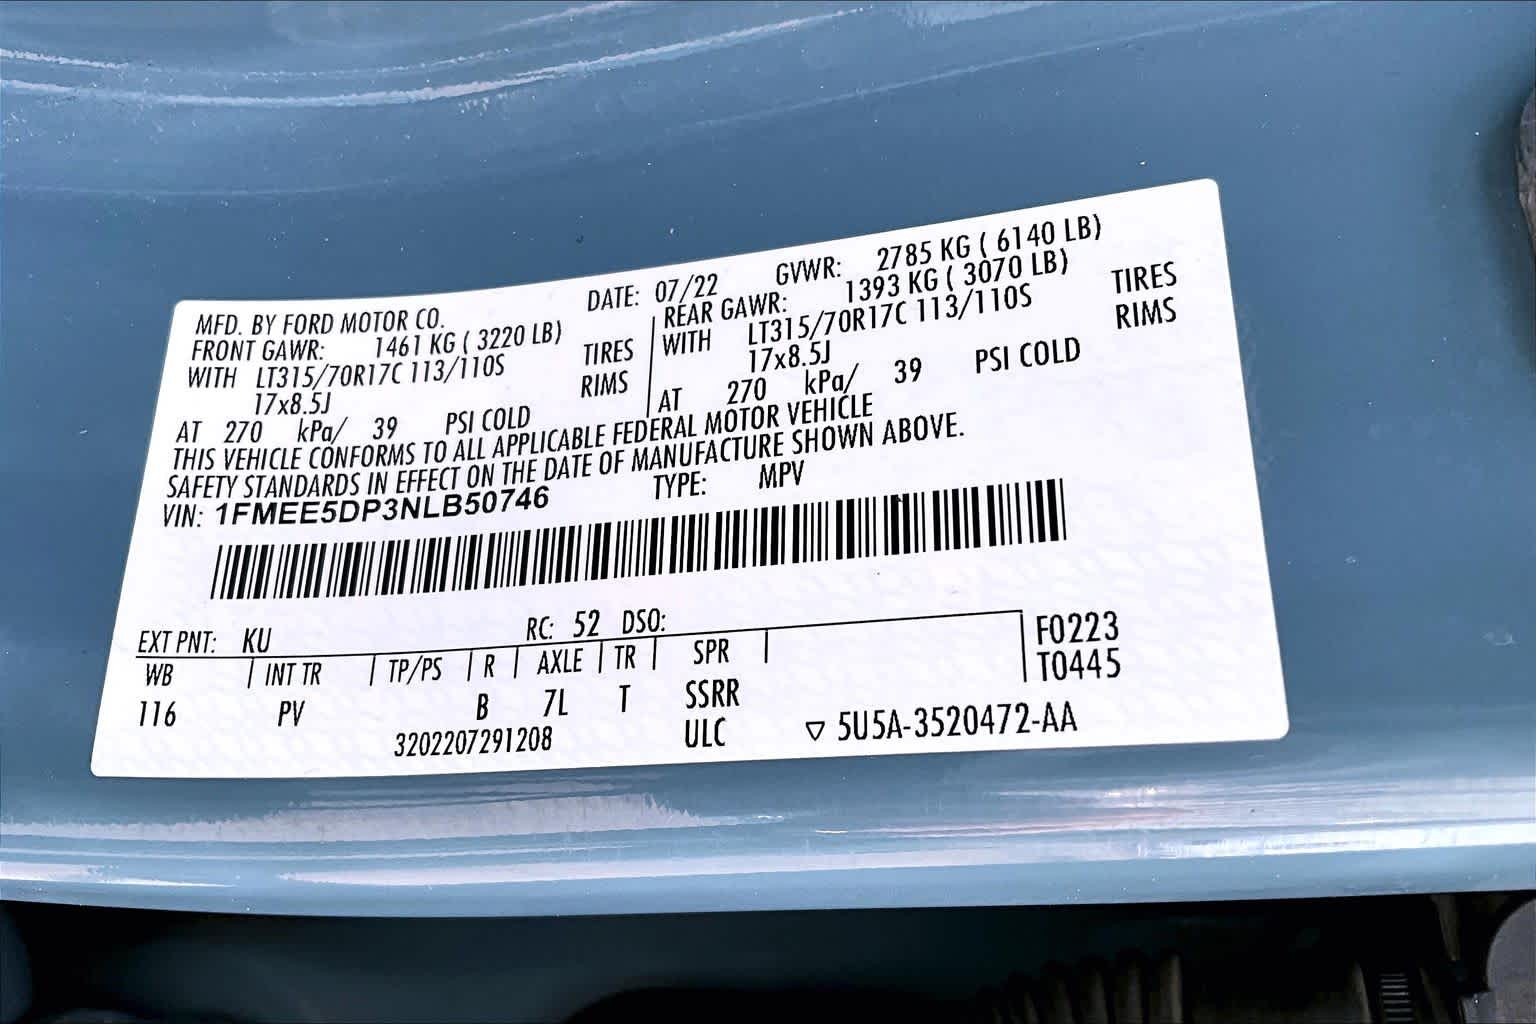 MFD. BY FORD MOTOR CO. DATE: 07/22 GVWR: 2785 KG ( 6140 LB)
FRONT GAWR: 1461 KG ( 3220 LB) REAR GAWR: 1393 KG ( 3070 LB)
WITH LT315/70R17C 113/110S TIRES WITH LT315/70R17C 113/110S TIRES
17x8.5J RIMS 17x8.5J RIMS
AT 270 kPa/ 39 PSI COLD AT 270 kPa/ 39 PSI COLD
THIS VEHICLE CONFORMS TO ALL APPLICABLE FEDERAL MOTOR VEHICLE
SAFETY STANDARDS IN EFFECT ON THE DATE OF MANUFACTURE SHOWN ABOVE.
VIN: 1FMEE5DP3NLB50746 TYPE: MPV
EXT PNT: KU RC: 52 DSO: F0223
WB INT TR TP/PS R AXLE TR SPR T0445
116 PV B 7L T SSRR
3202207291208 ULC ▽ 5U5A-3520472-AA